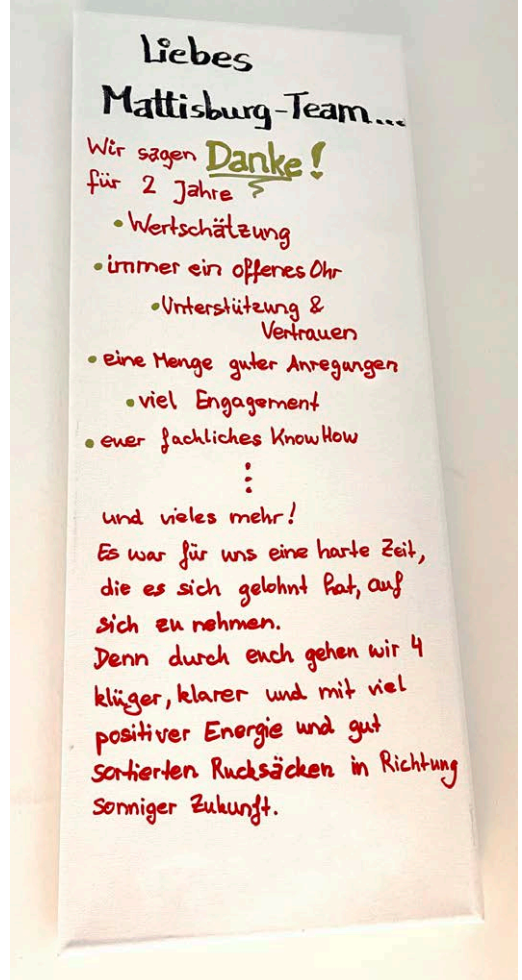 Liebes
Mattisburg-Team...
Wir sagen Danke!
für 2 Jahre
• Wertschätzung
• immer ein offenes Ohr
• Unterstützung &
Vertrauen
• eine Menge guter Anregungen
• viel Engagement
• euer fachliches KnowHow
⋮
und vieles mehr!
Es war für uns eine harte Zeit,
die es sich gelohnt hat, auf
sich zu nehmen.
Denn durch euch gehen wir 4
klüger, klarer und mit viel
positiver Energie und gut
sortierten Rucksäcken in Richtung
sonniger Zukunft.